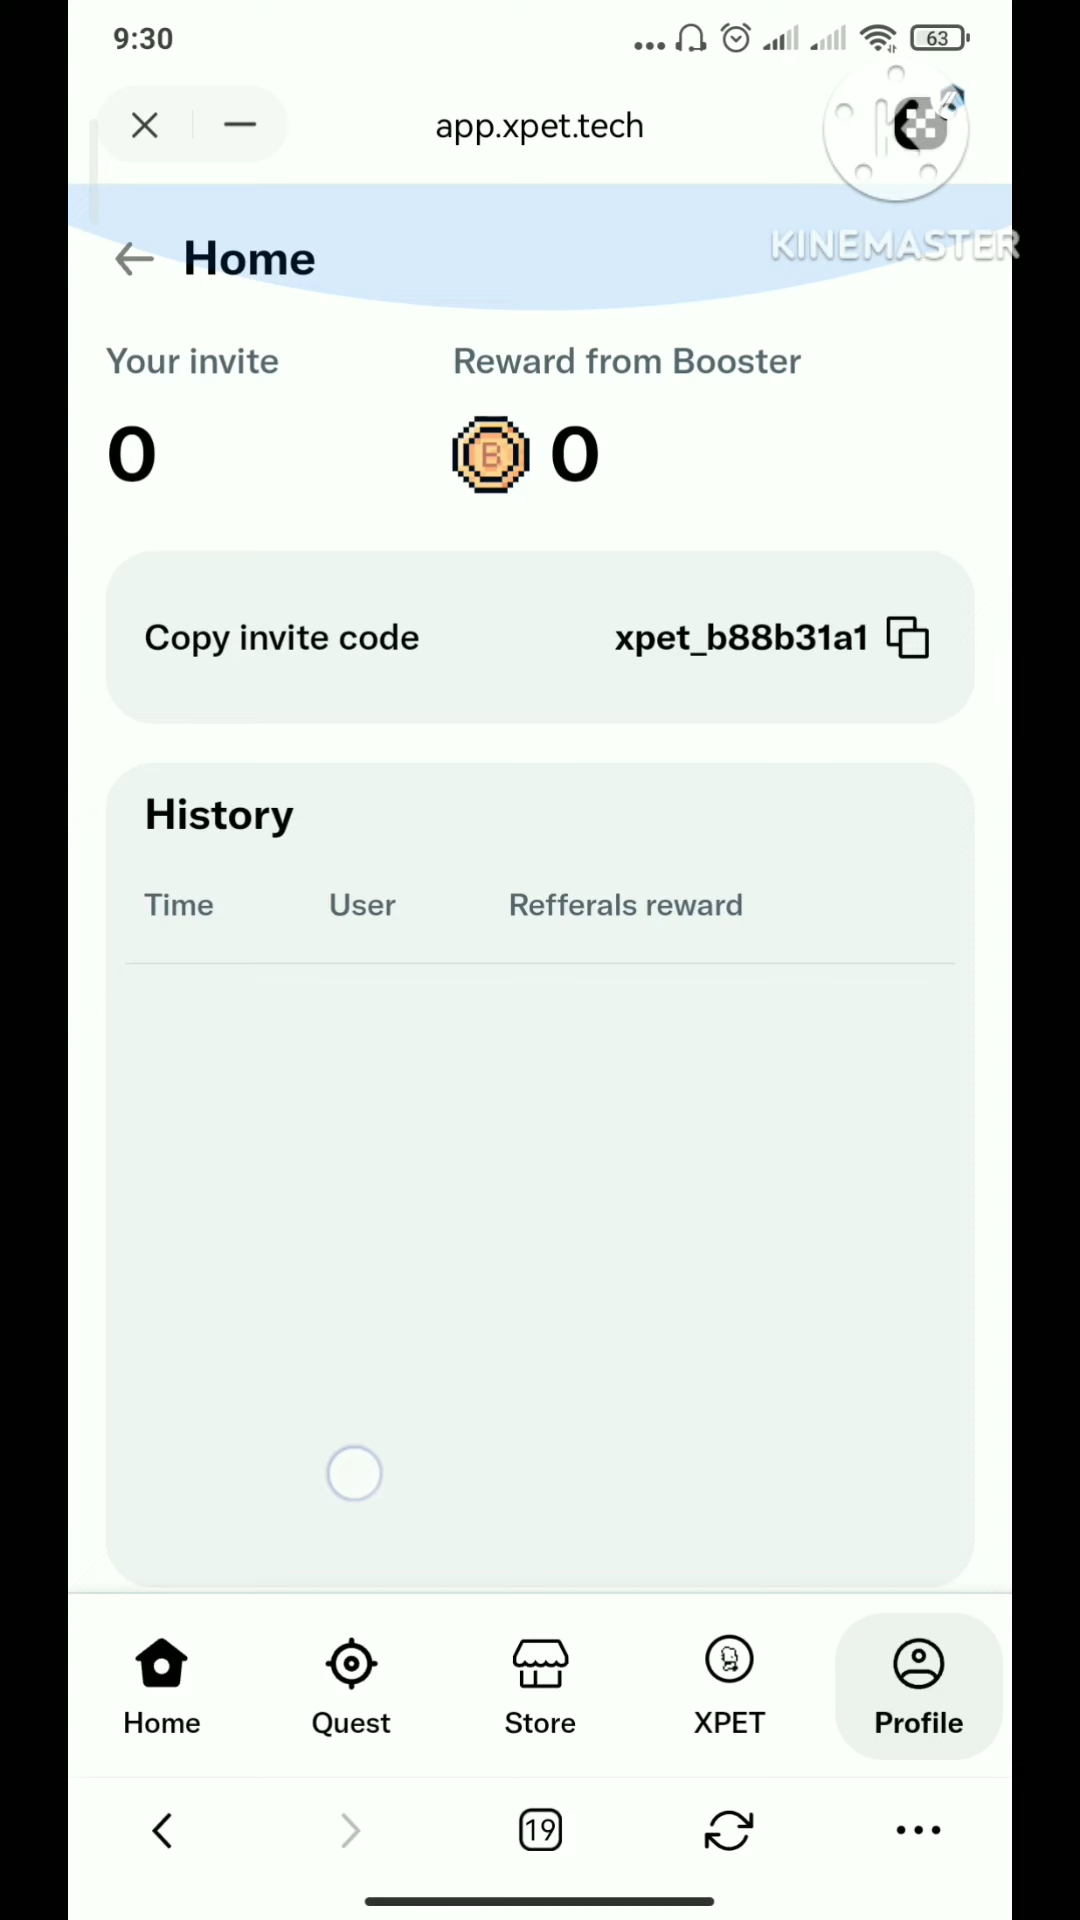 9:30
63
app.xpet.tech
KINEMASTER
Home
Your invite
Reward from Booster
0
B 0
Copy invite code
xpet_b88b31a1
History
Time
User
Refferals reward
Home
Quest
Store
XPET
Profile
19